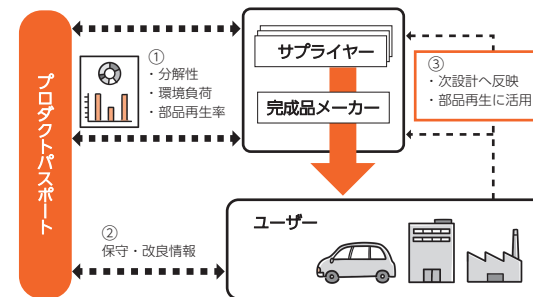 プロダクトパスポート
①
・分解性
・環境負荷
・部品再生率
サプライヤー
完成品メーカー
③
・次設計へ反映
・部品再生に活用
②
保守・改良情報
ユーザー